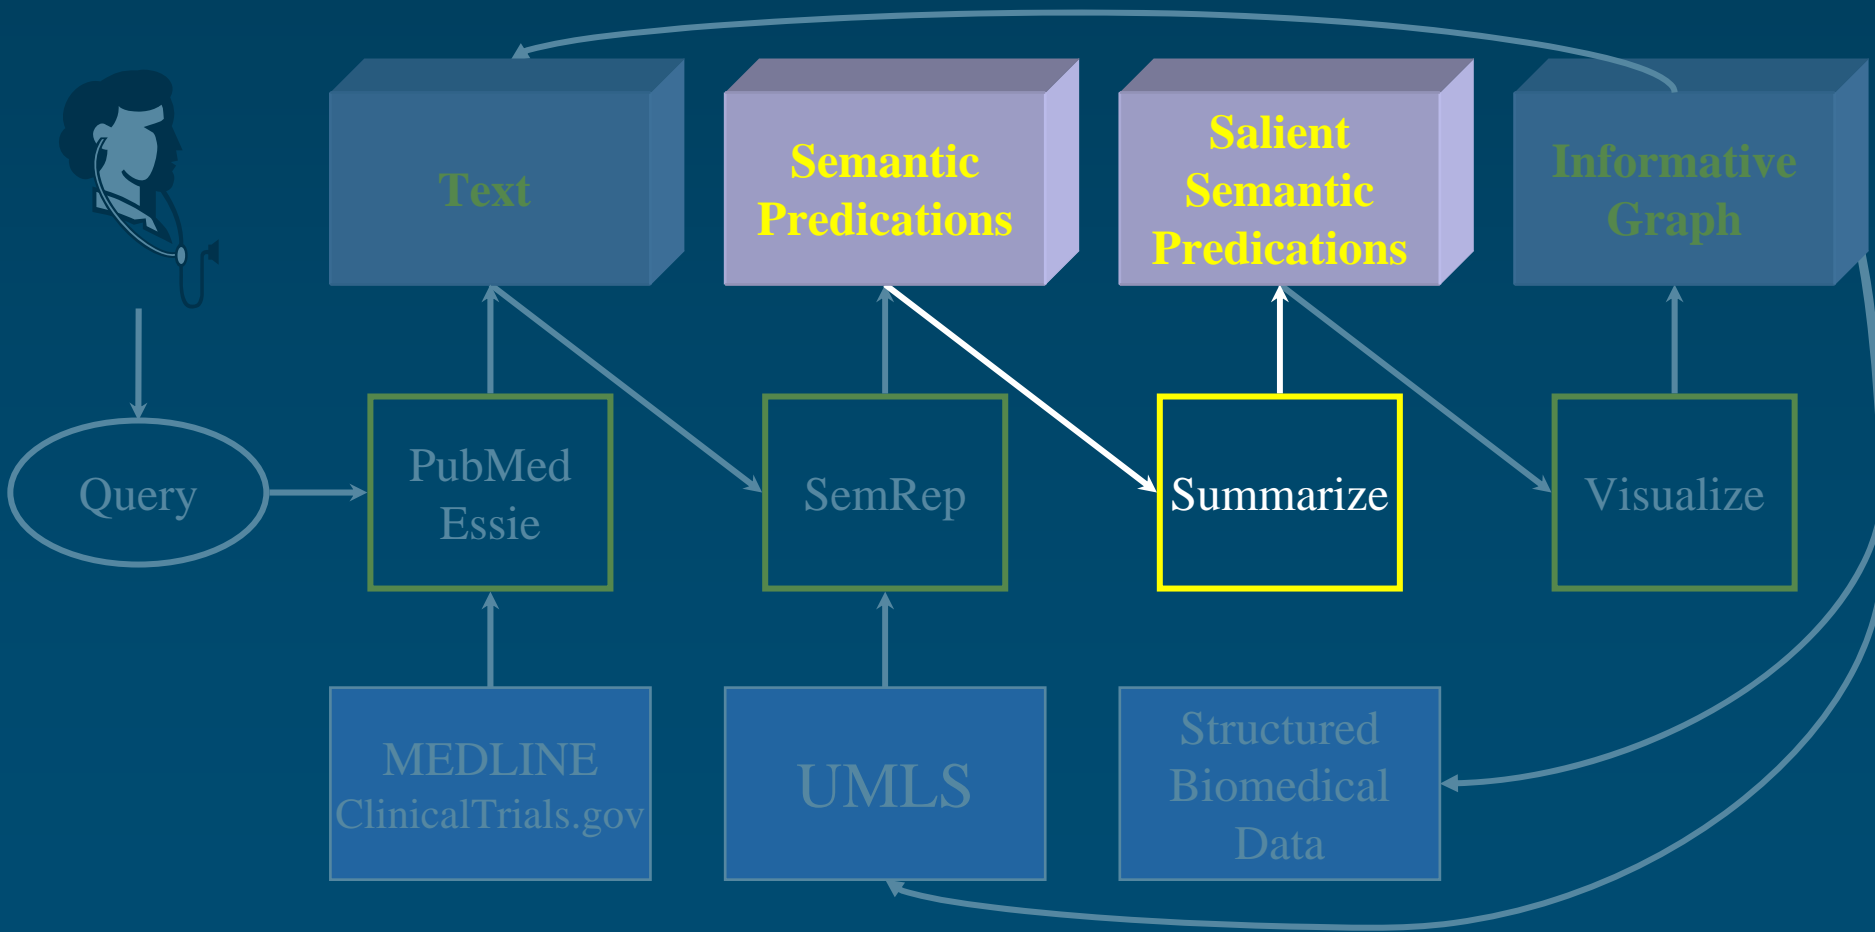 Text
Semantic
Predications
Salient
Semantic
Predications
Informative
Graph
Query
PubMed
Essie
SemRep
Summarize
Visualize
MEDLINE
ClinicalTrials.gov
UMLS
Structured
Biomedical
Data